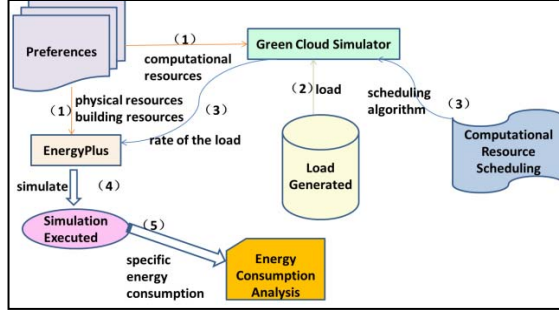 Preferences
（1）
computational
resources
Green Cloud Simulator
（1）
physical resources
building resources
（3）
rate of the load
（2） load
scheduling
algorithm
（3）
EnergyPlus
Load
Generated
Computational
Resource
Scheduling
simulate
（4）
Simulation
Executed
（5）
specific
energy
consumption
Energy
Consumption
Analysis